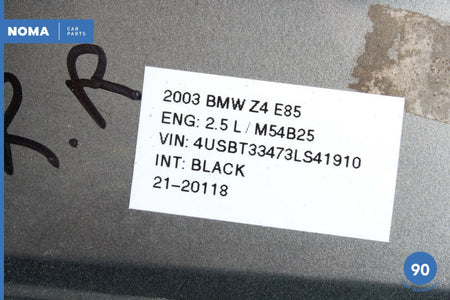 NOMA CAR PARTS
R.R
2003 BMW Z4 E85
ENG: 2.5 L / M54B25
VIN: 4USBT33473LS41910
INT: BLACK
21-20118
90